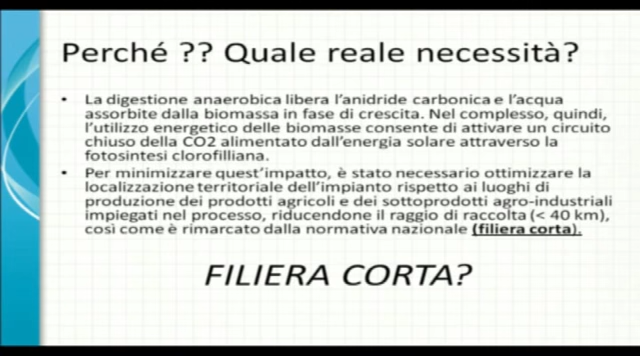 Perché ?? Quale reale necessità?
• La digestione anaerobica libera l'anidride carbonica e l'acqua
assorbite dalla biomassa in fase di crescita. Nel complesso, quindi,
l'utilizzo energetico delle biomasse consente di attivare un circuito
chiuso della CO2 alimentato dall'energia solare attraverso la
fotosintesi clorofilliana.
• Per minimizzare quest'impatto, è stato necessario ottimizzare la
localizzazione territoriale dell'impianto rispetto ai luoghi di
produzione dei prodotti agricoli e dei sottoprodotti agro-industriali
impiegati nel processo, riducendone il raggio di raccolta (< 40 km),
così come è rimarcato dalla normativa nazionale (filiera corta).
FILIERA CORTA?